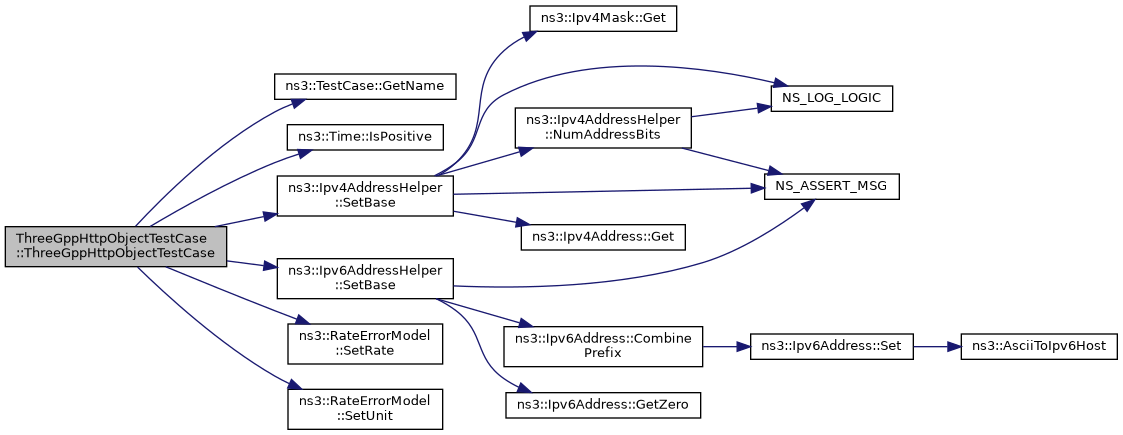 ThreeGppHttpObjectTestCase
::ThreeGppHttpObjectTestCase
ns3::TestCase::GetName
ns3::Time::IsPositive
ns3::Ipv4AddressHelper
::SetBase
ns3::Ipv4Mask::Get
NS_LOG_LOGIC
ns3::Ipv4AddressHelper
::NumAddressBits
NS_ASSERT_MSG
ns3::Ipv4Address::Get
ns3::Ipv6AddressHelper
::SetBase
ns3::Ipv6Address::Combine
Prefix
ns3::Ipv6Address::Set
ns3::AsciiToIpv6Host
ns3::Ipv6Address::GetZero
ns3::RateErrorModel
::SetRate
ns3::RateErrorModel
::SetUnit